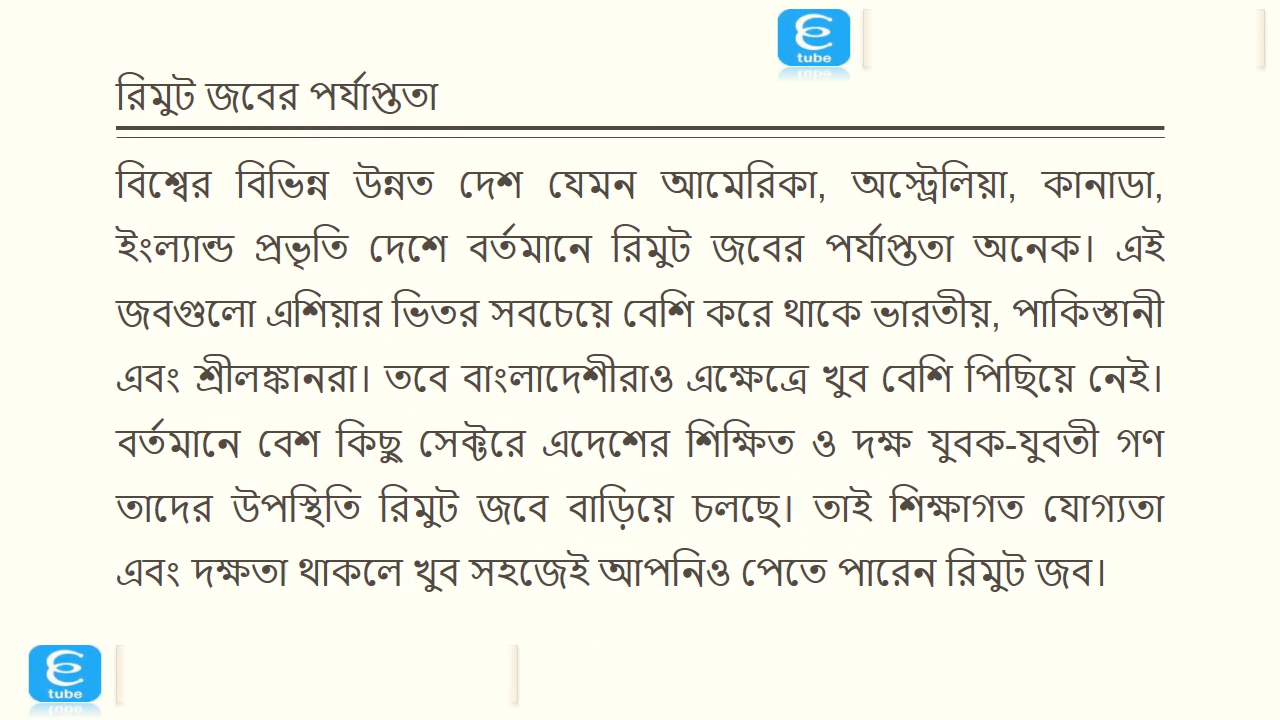 tube
রিমুট জবের পর্যাপ্ততা
বিশ্বের বিভিন্ন উন্নত দেশ যেমন আমেরিকা, অস্ট্রেলিয়া, কানাডা,
ইংল্যান্ড প্রভৃতি দেশে বর্তমানে রিমুট জবের পর্যাপ্ততা অনেক। এই
জবগুলো এশিয়ার ভিতর সবচেয়ে বেশি করে থাকে ভারতীয়, পাকিস্তানী
এবং শ্রীলঙ্কানরা। তবে বাংলাদেশীরাও এক্ষেত্রে খুব বেশি পিছিয়ে নেই।
বর্তমানে বেশ কিছু সেক্টরে এদেশের শিক্ষিত ও দক্ষ যুবক-যুবতী গণ
তাদের উপস্থিতি রিমুট জবে বাড়িয়ে চলছে। তাই শিক্ষাগত যোগ্যতা
এবং দক্ষতা থাকলে খুব সহজেই আপনিও পেতে পারেন রিমুট জব।
tube